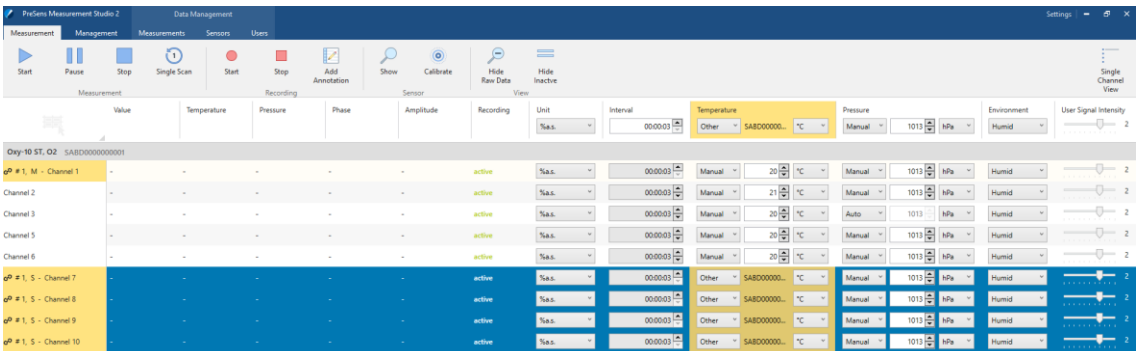 PreSens Measurement Studio 2 Data Management Settings
Measurement Management Measurements Sensors Users
Start Pause Stop Single Scan Start Stop Add Annotation Show Calibrate Hide Raw Data Hide Inactve Single Channel View
Measurement Recording Sensor View
Value Temperature Pressure Phase Amplitude Recording Unit Interval Temperature Pressure Environment User Signal Intensity
%a.s. 00:00:03 Other SABD00000... °C Manual 1013 hPa Humid 2
Oxy-10 ST, O2 SABD0000000001
# 1, M - Channel 1 - - - - - active %a.s. 00:00:03 Manual 20 °C Manual 1013 hPa Humid 2
Channel 2 - - - - - active %a.s. 00:00:03 Manual 21 °C Manual 1013 hPa Humid 2
Channel 3 - - - - - active %a.s. 00:00:03 Manual 20 °C Auto 1013 hPa Humid 2
Channel 5 - - - - - active %a.s. 00:00:03 Manual 20 °C Manual 1013 hPa Humid 2
Channel 6 - - - - - active %a.s. 00:00:03 Manual 20 °C Manual 1013 hPa Humid 2
# 1, S - Channel 7 - - - - - active %a.s. 00:00:03 Other SABD00000... °C Manual 1013 hPa Humid 2
# 1, S - Channel 8 - - - - - active %a.s. 00:00:03 Other SABD00000... °C Manual 1013 hPa Humid 2
# 1, S - Channel 9 - - - - - active %a.s. 00:00:03 Other SABD00000... °C Manual 1013 hPa Humid 2
# 1, S - Channel 10 - - - - - active %a.s. 00:00:03 Other SABD00000... °C Manual 1013 hPa Humid 2